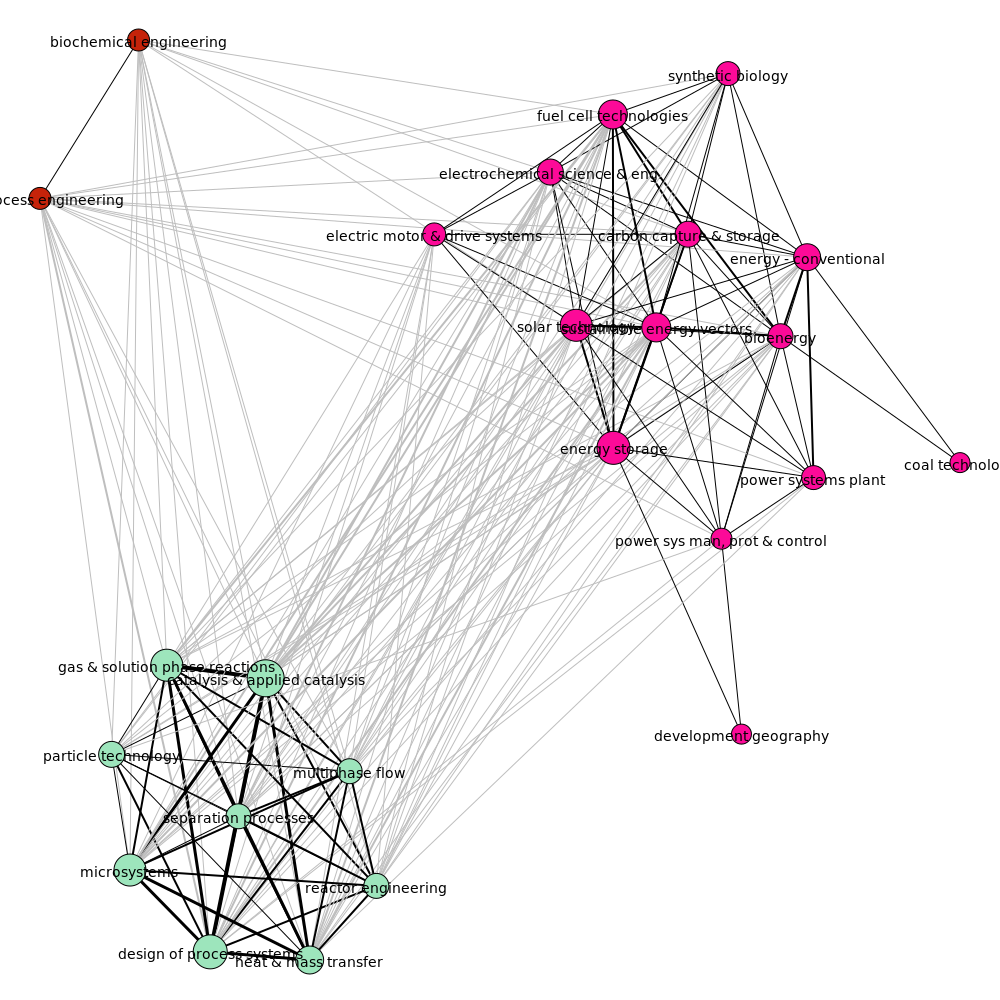 biochemical engineering
synthetic biology
fuel cell technologies
electrochemical science & eng
ocess engineering
electric motor & drive systems
carbon capture & storage
energy - conventional
solar technology
sustainable energy vectors
bioenergy
energy storage
coal technolo
power systems plant
power sys man, prot & control
gas & solution phase reactions
catalysis & applied catalysis
development geography
particle technology
multiphase flow
separation processes
microsystems
reactor engineering
design of process systems
heat & mass transfer